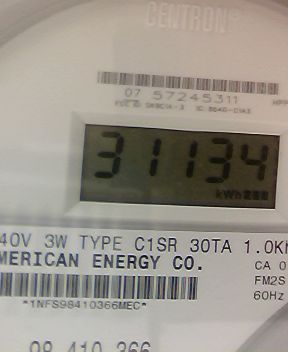 CENTRON®
07 57245311
31134
kWh
40V 3W TYPE C1SR 30TA 1.0Kh
MERICAN ENERGY CO.
CA 0
FM2S
60Hz
*1NFS98410366MEC*
98 410 366